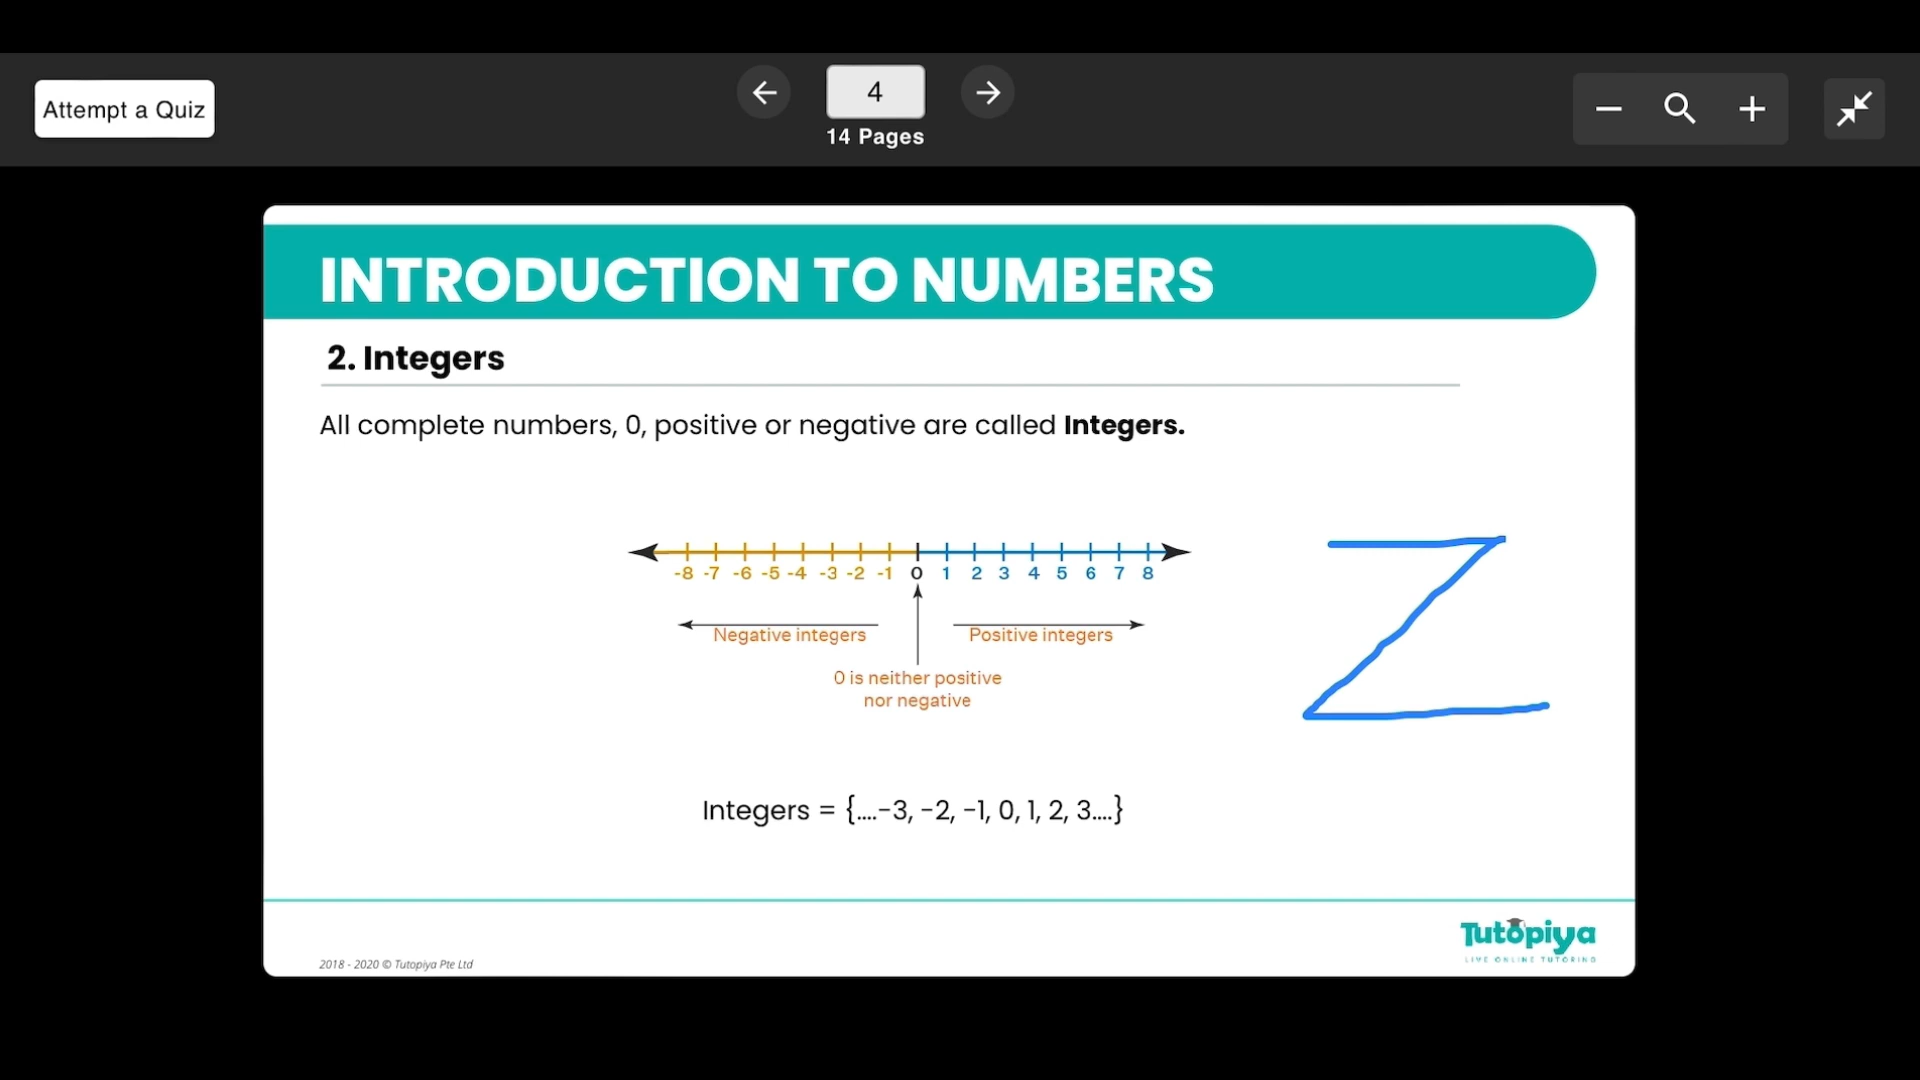 Attempt a Quiz
4
14 Pages
INTRODUCTION TO NUMBERS
2. Integers
All complete numbers, 0, positive or negative are called Integers.
-8 -7 -6 -5 -4 -3 -2 -1 0 1 2 3 4 5 6 7 8
Negative integers
Positive integers
0 is neither positive
nor negative
Z
Integers = {....-3, -2, -1, 0, 1, 2, 3....}
2018 - 2020 © Tutopiya Pte Ltd
Tutopiya
LIVE ONLINE TUTORING